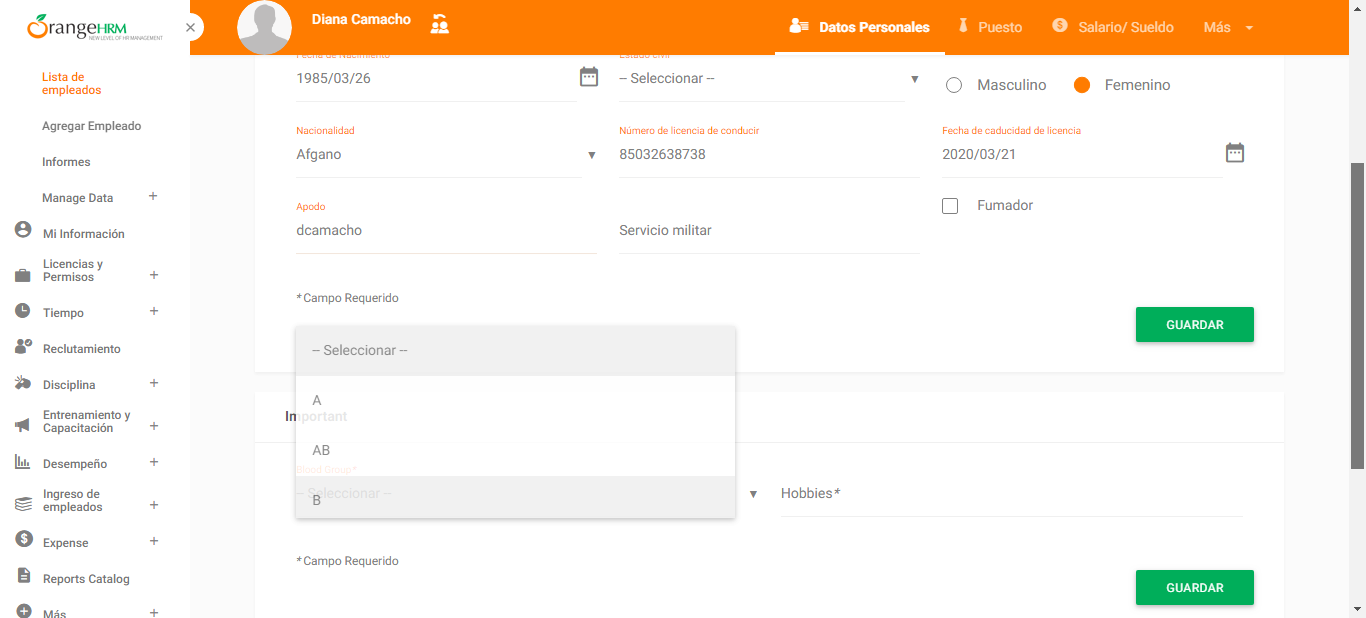 OrangeHRM
NEW LEVEL OF HR MANAGEMENT
Diana Camacho
Datos Personales
Puesto
Salario/ Sueldo
Más
Lista de
empleados
Agregar Empleado
Informes
Manage Data +
Mi Información
Licencias y
Permisos +
Tiempo +
Reclutamiento
Disciplina +
Entrenamiento y
Capacitación +
Desempeño +
Ingreso de
empleados +
Expense +
Reports Catalog
Más +
Fecha de Nacimiento
1985/03/26
Estado civil
-- Seleccionar --
Masculino
Femenino
Nacionalidad
Afgano
Número de licencia de conducir
85032638738
Fecha de caducidad de licencia
2020/03/21
Apodo
dcamacho
Servicio militar
Fumador
* Campo Requerido
GUARDAR
-- Seleccionar --
A
Important
AB
Blood Group*
-- Seleccionar --
B
Hobbies*
* Campo Requerido
GUARDAR